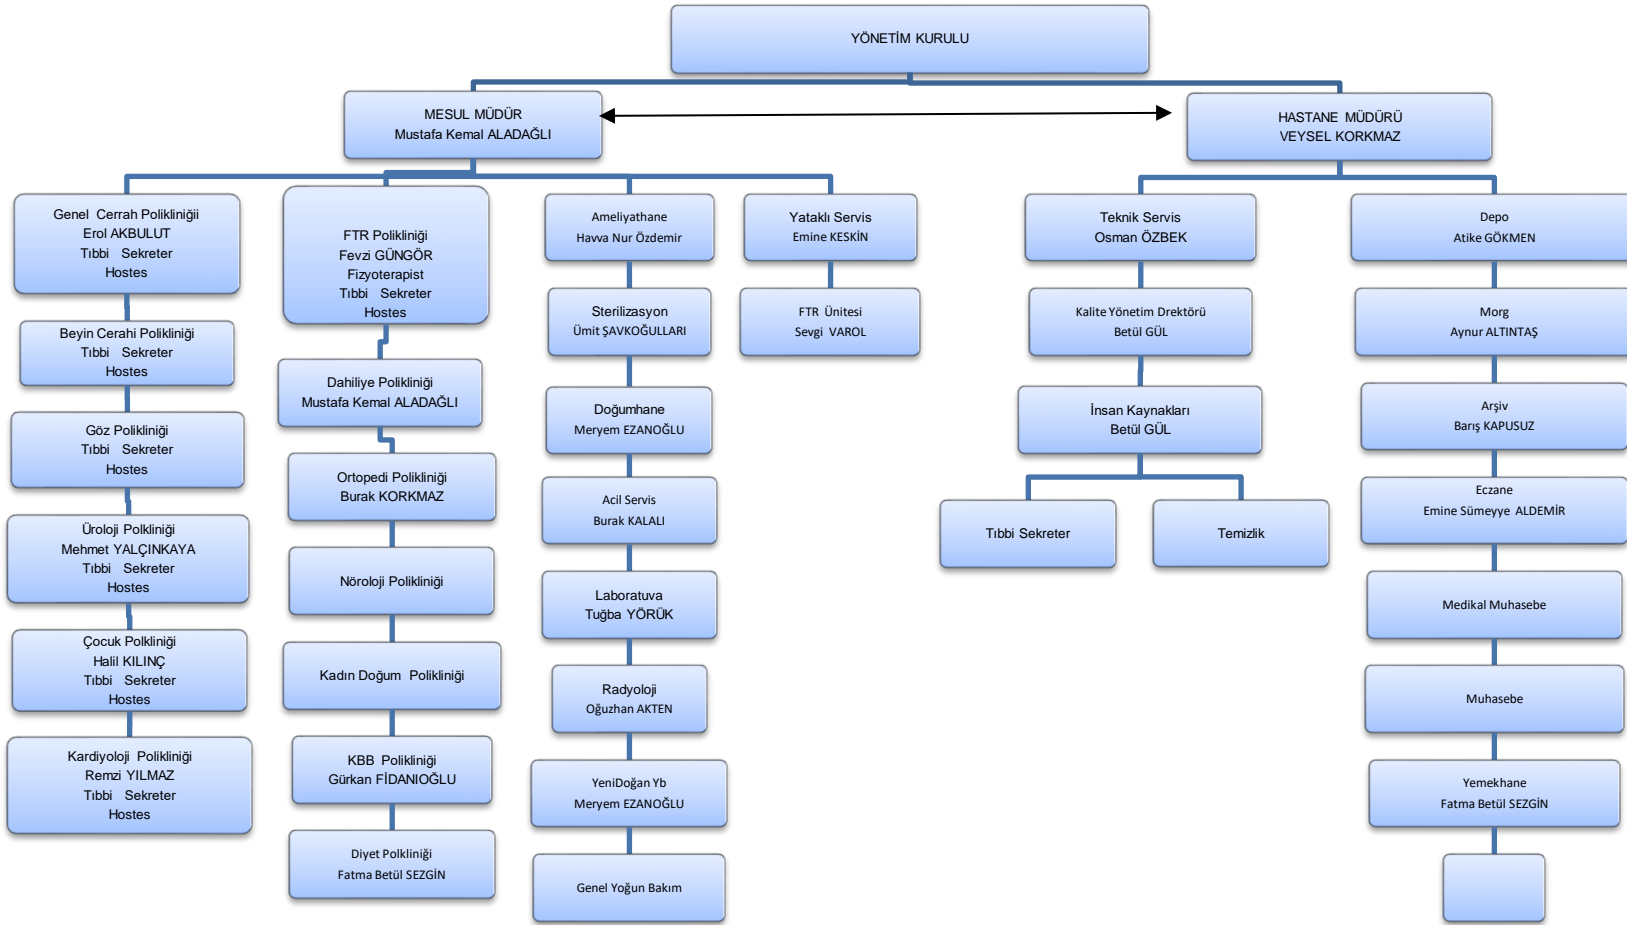 YÖNETİM KURULU
MESUL MÜDÜR
Mustafa Kemal ALADAĞLI
HASTANE MÜDÜRÜ
VEYSEL KORKMAZ
Genel Cerrah Polikliniğii
Erol AKBULUT
Tıbbi Sekreter
Hostes
Beyin Cerahi Polikliniği
Tıbbi Sekreter
Hostes
Göz Polikliniği
Tıbbi Sekreter
Hostes
Üroloji Polkliniği
Mehmet YALÇINKAYA
Tıbbi Sekreter
Hostes
Çocuk Polkliniği
Halil KILINÇ
Tıbbi Sekreter
Hostes
Kardiyoloji Polikliniği
Remzi YILMAZ
Tıbbi Sekreter
Hostes
FTR Polikliniği
Fevzi GÜNGÖR
Fizyoterapist
Tıbbi Sekreter
Hostes
Dahiliye Polikliniği
Mustafa Kemal ALADAĞLI
Ortopedi Polikliniği
Burak KORKMAZ
Nöroloji Polikliniği
Kadın Doğum Polikliniği
KBB Polikliniği
Gürkan FİDANIOĞLU
Diyet Polkliniği
Fatma Betül SEZGİN
Ameliyathane
Havva Nur Özdemir
Sterilizasyon
Ümit ŞAVKOĞULLARI
Doğumhane
Meryem EZANOĞLU
Acil Servis
Burak KALALI
Laboratuva
Tuğba YÖRÜK
Radyoloji
Oğuzhan AKTEN
YeniDoğan Yb
Meryem EZANOĞLU
Genel Yoğun Bakım
Yataklı Servis
Emine KESKİN
FTR Ünitesi
Sevgi VAROL
Teknik Servis
Osman ÖZBEK
Kalite Yönetim Drektörü
Betül GÜL
İnsan Kaynakları
Betül GÜL
Tıbbi Sekreter
Temizlik
Depo
Atike GÖKMEN
Morg
Aynur ALTINTAŞ
Arşiv
Barış KAPUSUZ
Eczane
Emine Sümeyye ALDEMİR
Medikal Muhasebe
Muhasebe
Yemekhane
Fatma Betül SEZGİN